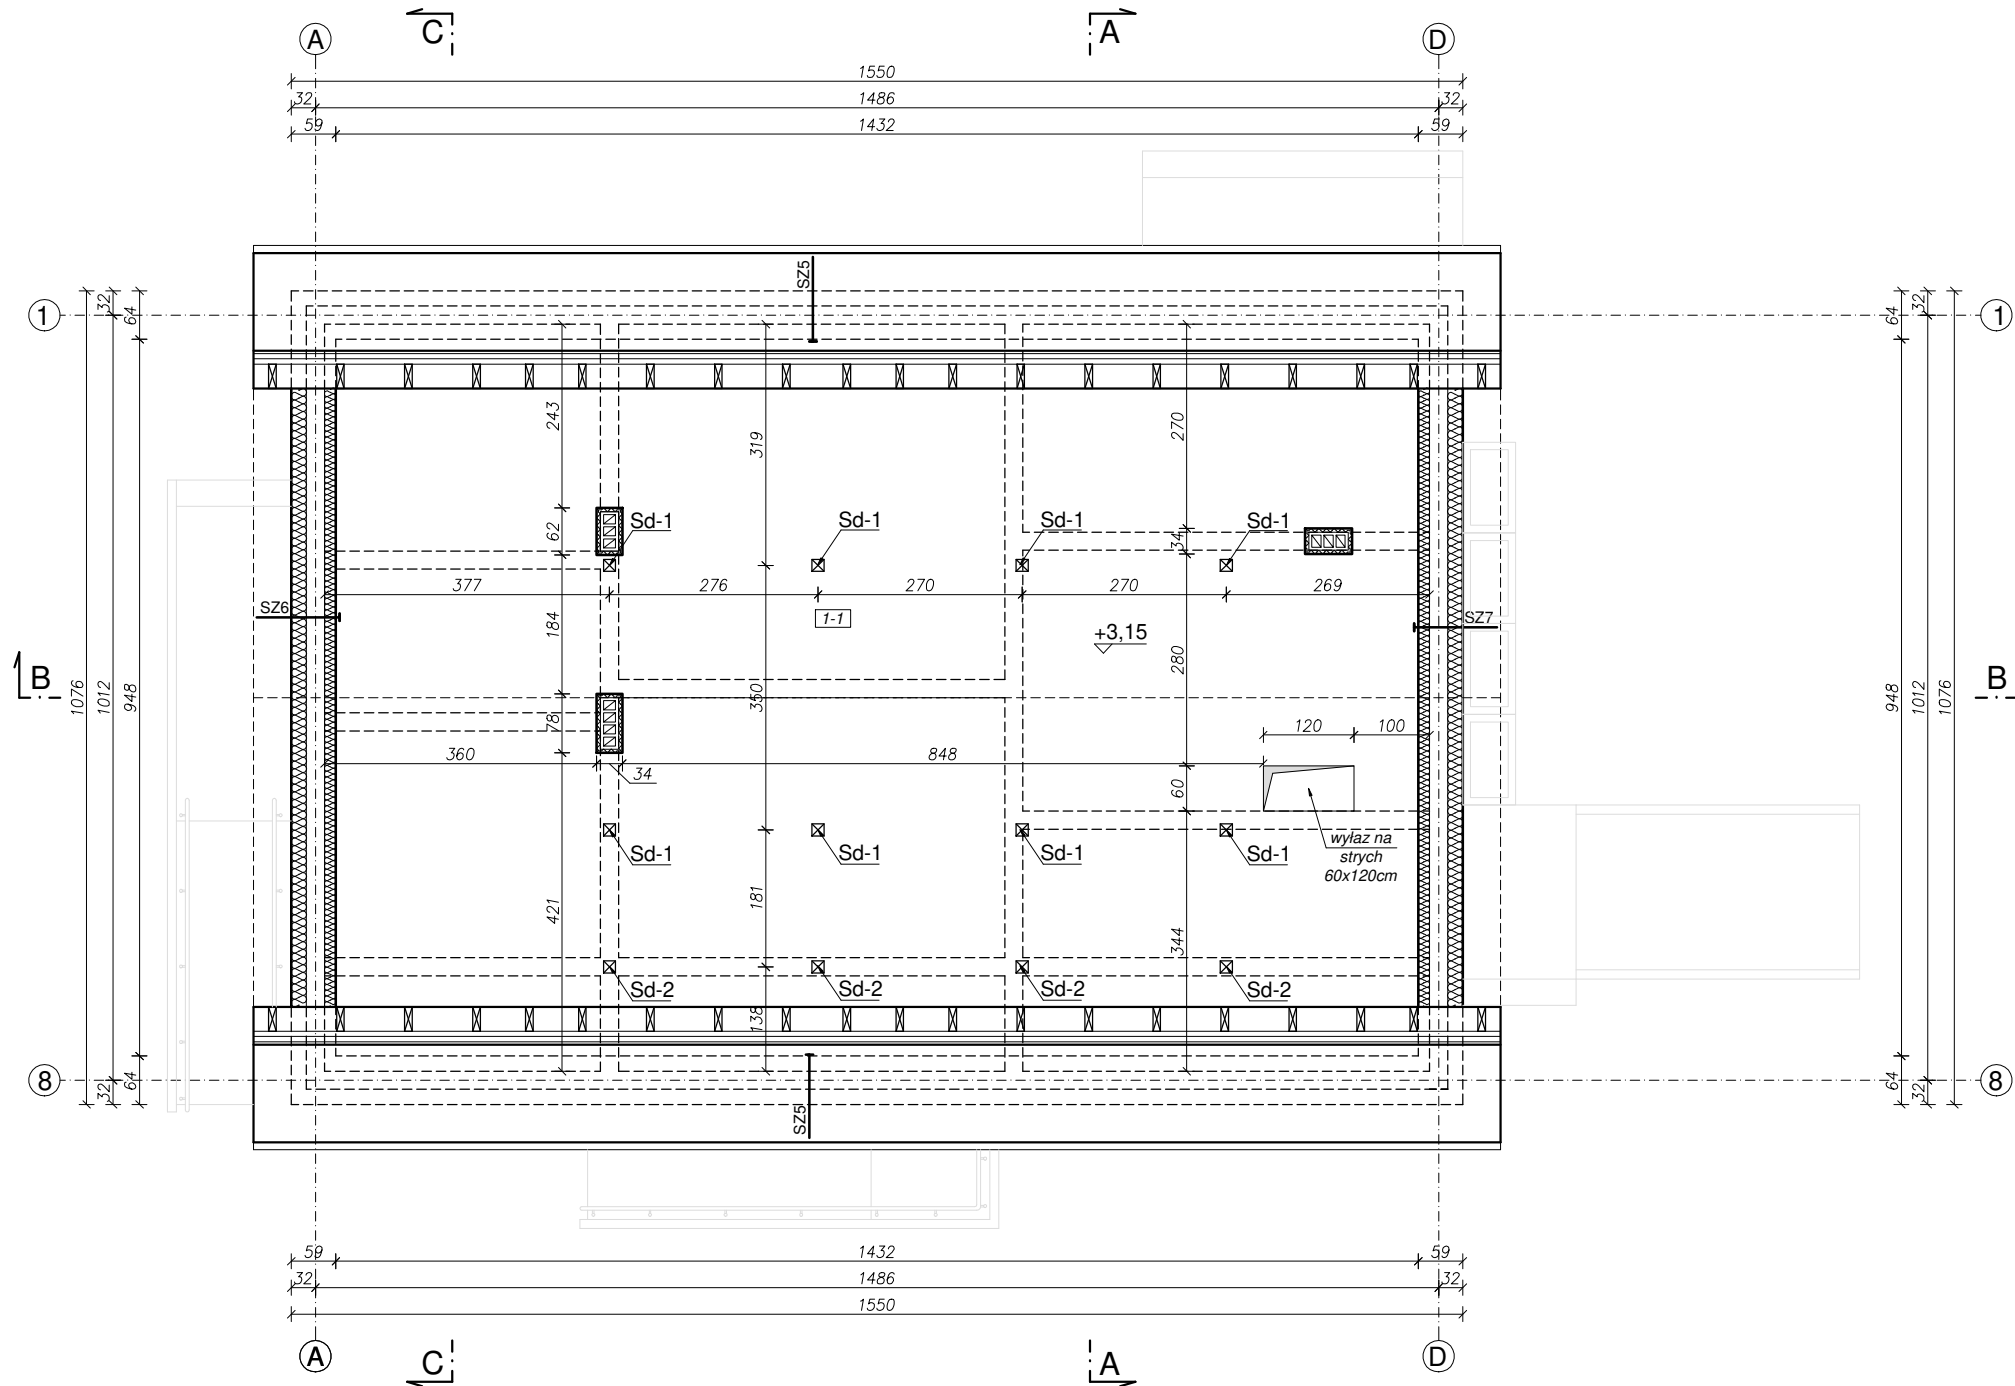 C A
A D
1550
32 1486 32
59 1432 59
SZ5
1 1
32 64 64 32
243 319 270
Sd-1 Sd-1 Sd-1 Sd-1
62 34
377 276 270 270 269
SZ6 1-1 SZ7
184 +3,15 280
B B
1076 1012 948 948 1012 1076
78 350
120 100
360 34 848
60
wyłaz na
strych
60x120cm
Sd-1 Sd-1 Sd-1 Sd-1
421 181 344
Sd-2 Sd-2 Sd-2 Sd-2
138
8 8
32 64 64 32
SZ5
59 1432 59
32 1486 32
1550
A D
C A